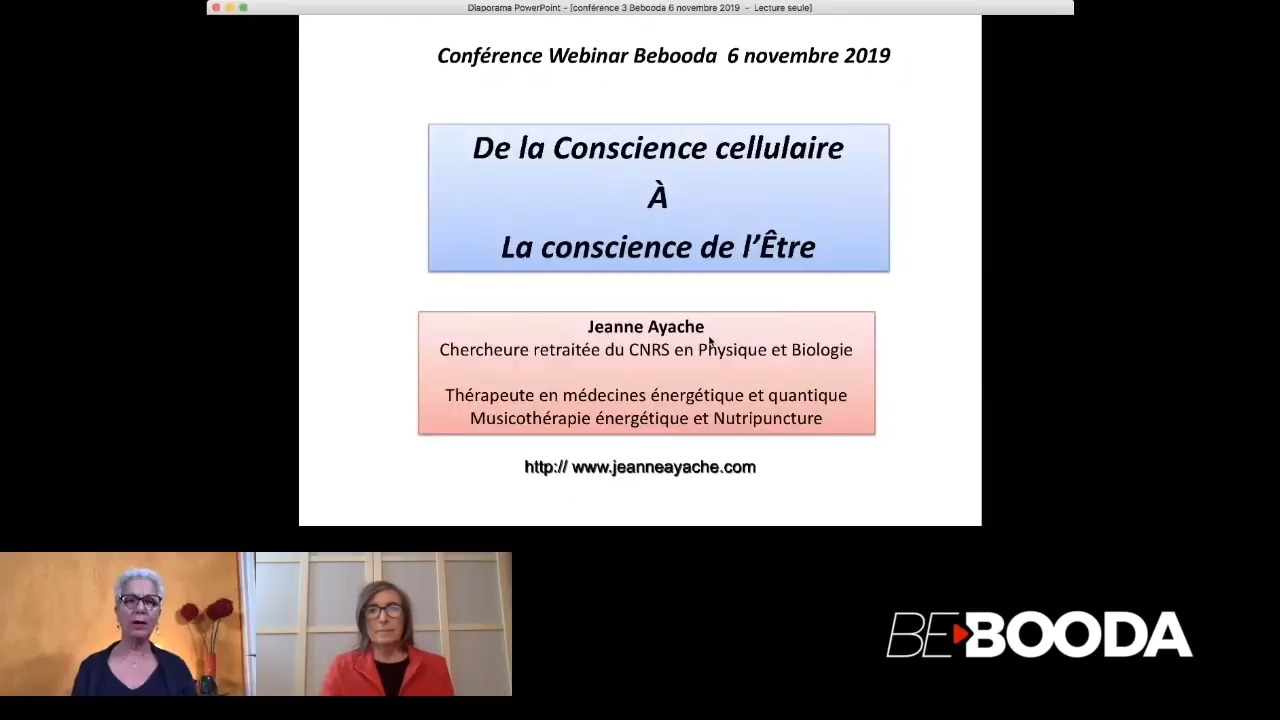 Diaporama PowerPoint - [conférence 3 Bebooda 6 novembre 2019 - Lecture seule]
Conférence Webinar Bebooda 6 novembre 2019
De la Conscience cellulaire
À
La conscience de l’Être
Jeanne Ayache
Chercheure retraitée du CNRS en Physique et Biologie
Thérapeute en médecines énergétique et quantique
Musicothérapie énergétique et Nutripuncture
http:// www.jeanneayache.com
BEBOODA